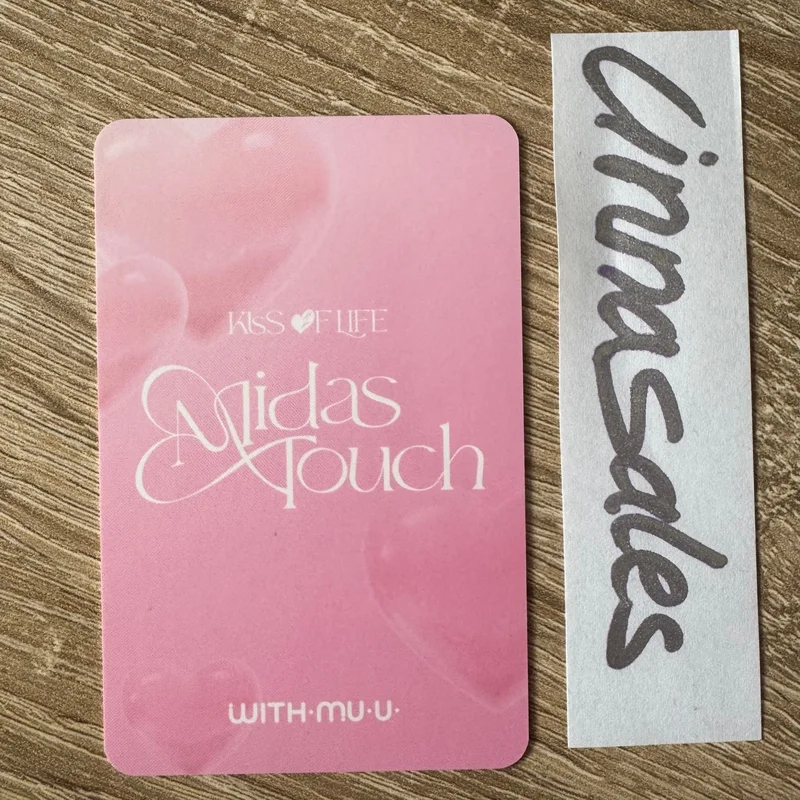 KISS OF LIFE
Midas
Touch
WITH·MU·U·
Linnasales